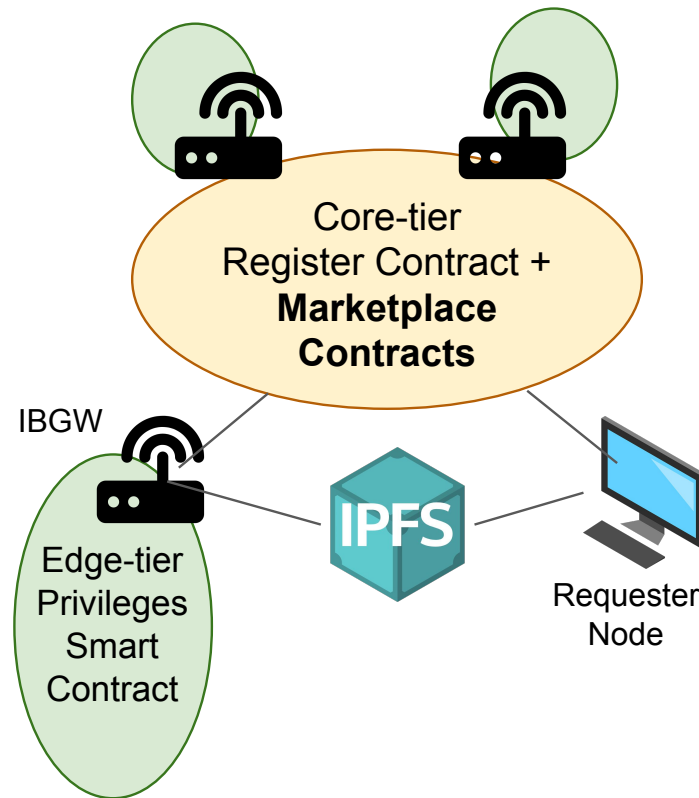 Core-tier
Register Contract +
Marketplace
Contracts
IBGW
IPFS
Edge-tier
Privileges
Smart
Contract
Requester
Node